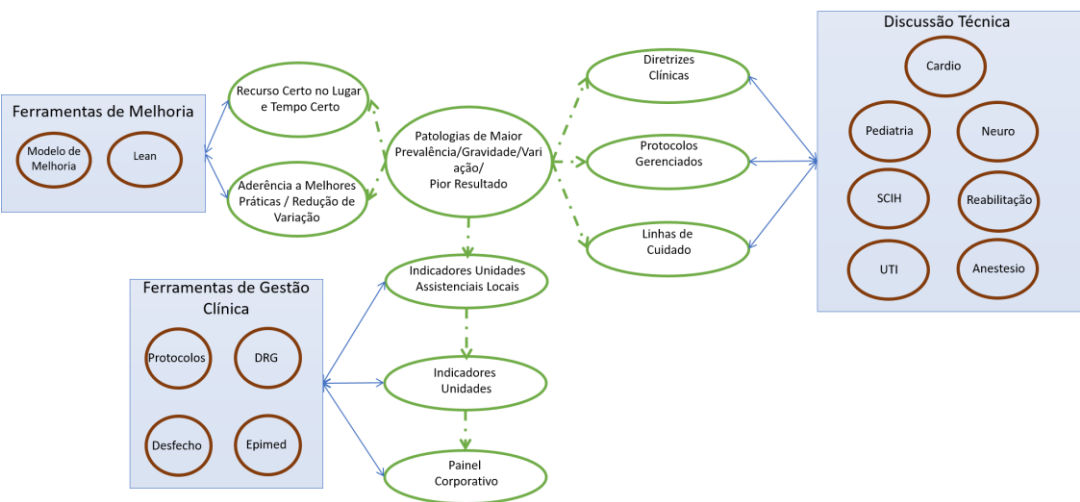 Ferramentas de Melhoria
Modelo de
Melhoria
Lean
Recurso Certo no Lugar
e Tempo Certo
Aderência a Melhores
Práticas / Redução de
Variação
Patologias de Maior
Prevalência/Gravidade/Vari
ação/
Pior Resultado
Diretrizes
Clínicas
Protocolos
Gerenciados
Linhas de
Cuidado
Discussão Técnica
Cardio
Pediatria
Neuro
SCIH
Reabilitação
UTI
Anestesio
Ferramentas de Gestão
Clínica
Protocolos
DRG
Desfecho
Epimed
Indicadores Unidades
Assistenciais Locais
Indicadores
Unidades
Painel
Corporativo